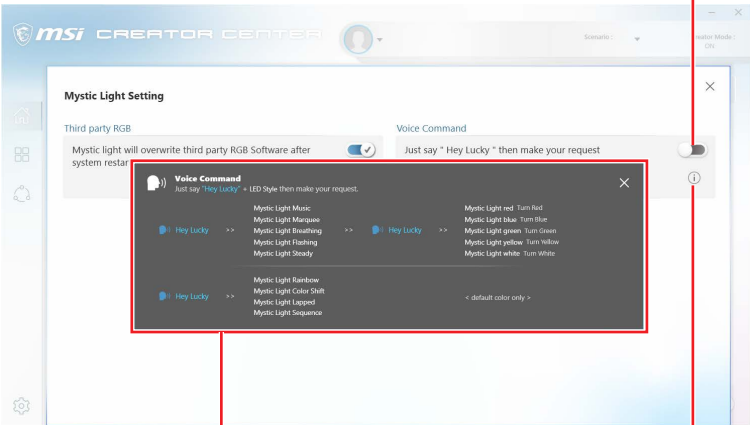 msi CREATOR CENTER
Scenario :
Creator Mode :
ON
Mystic Light Setting
Third party RGB
Voice Command
Mystic light will overwrite third party RGB Software after
system restar
Just say " Hey Lucky " then make your request
Voice Command
Just say "Hey Lucky" + LED Style then make your request.
Hey Lucky >>
Mystic Light Music
Mystic Light Marquee
Mystic Light Breathing
Mystic Light Flashing
Mystic Light Steady
>> Hey Lucky >>
Mystic Light red Turn Red
Mystic Light blue Turn Blue
Mystic Light green Turn Green
Mystic Light yellow Turn Yellow
Mystic Light white Turn White
Hey Lucky >>
Mystic Light Rainbow
Mystic Light Color Shift
Mystic Light Lapped
Mystic Light Sequence
< default color only >